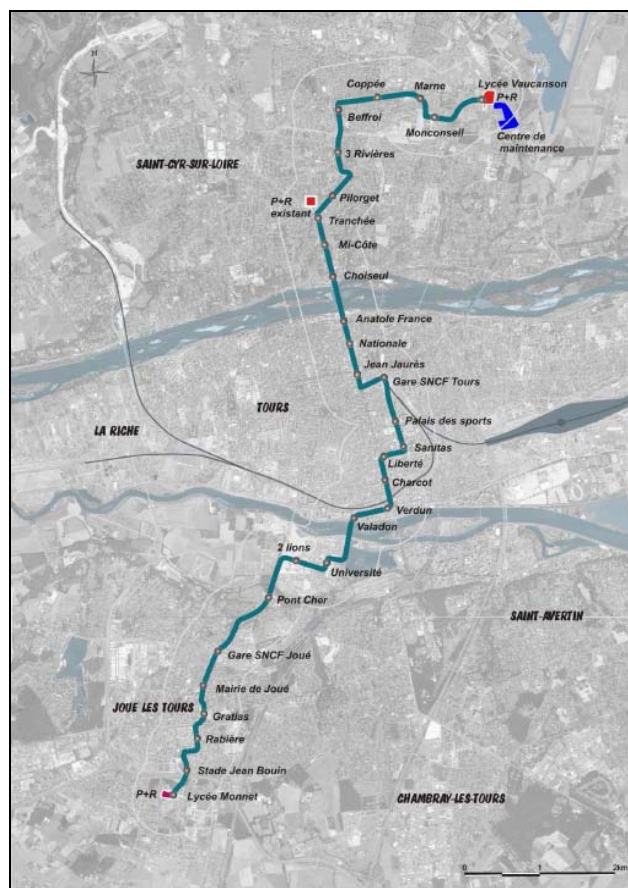 N
Coppée
Marne
Lycée Vaucanson
P+R
Beffroi
Monconseil
Centre de
maintenance
3 Rivières
SAINT-CYR-SUR-LOIRE
Pilorget
P+R
existant
Tranchée
Mi-Côte
Choiseul
Anatole France
Nationale
Jean Jaurès
Gare SNCF Tours
TOURS
Palais des sports
LA RICHE
Sanitas
Liberté
Charcot
Verdun
Valadon
2 lions
Université
Pont Cher
SAINT-AVERTIN
Gare SNCF Joué
Mairie de Joué
JOUE LES TOURS
Gratias
Rabière
Stade Jean Bouin
P+R
Lycée Monnet
CHAMBRAY-LES-TOURS
0 1 2km